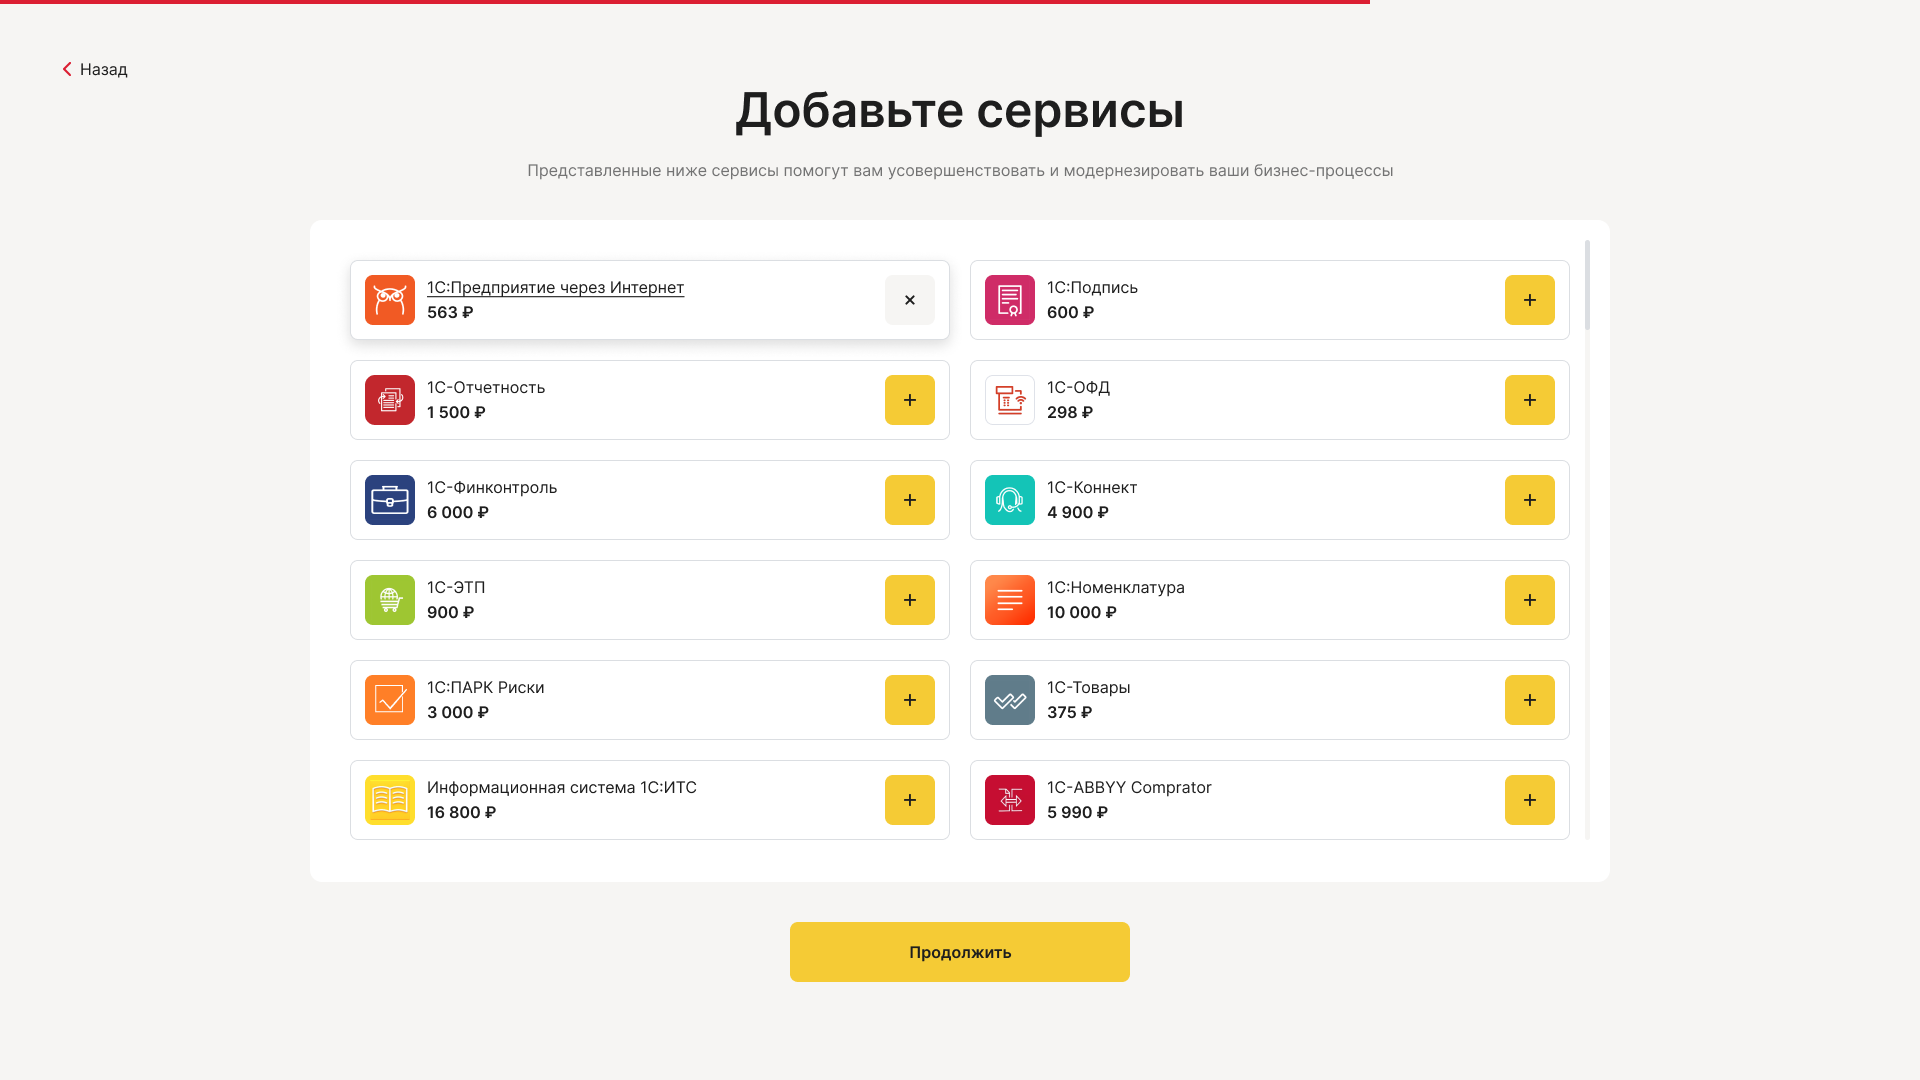 Назад
Добавьте сервисы
Представленные ниже сервисы помогут вам усовершенствовать и модернезировать ваши бизнес-процессы
1С:Предприятие через Интернет
563 ₽
1С:Подпись
600 ₽
1С-Отчетность
1 500 ₽
1С-ОФД
298 ₽
1С-Финконтроль
6 000 ₽
1С-Коннект
4 900 ₽
1С-ЭТП
900 ₽
1С:Номенклатура
10 000 ₽
1С:ПАРК Риски
3 000 ₽
1С-Товары
375 ₽
Информационная система 1С:ИТС
16 800 ₽
1С-ABBYY Comprator
5 990 ₽
Продолжить